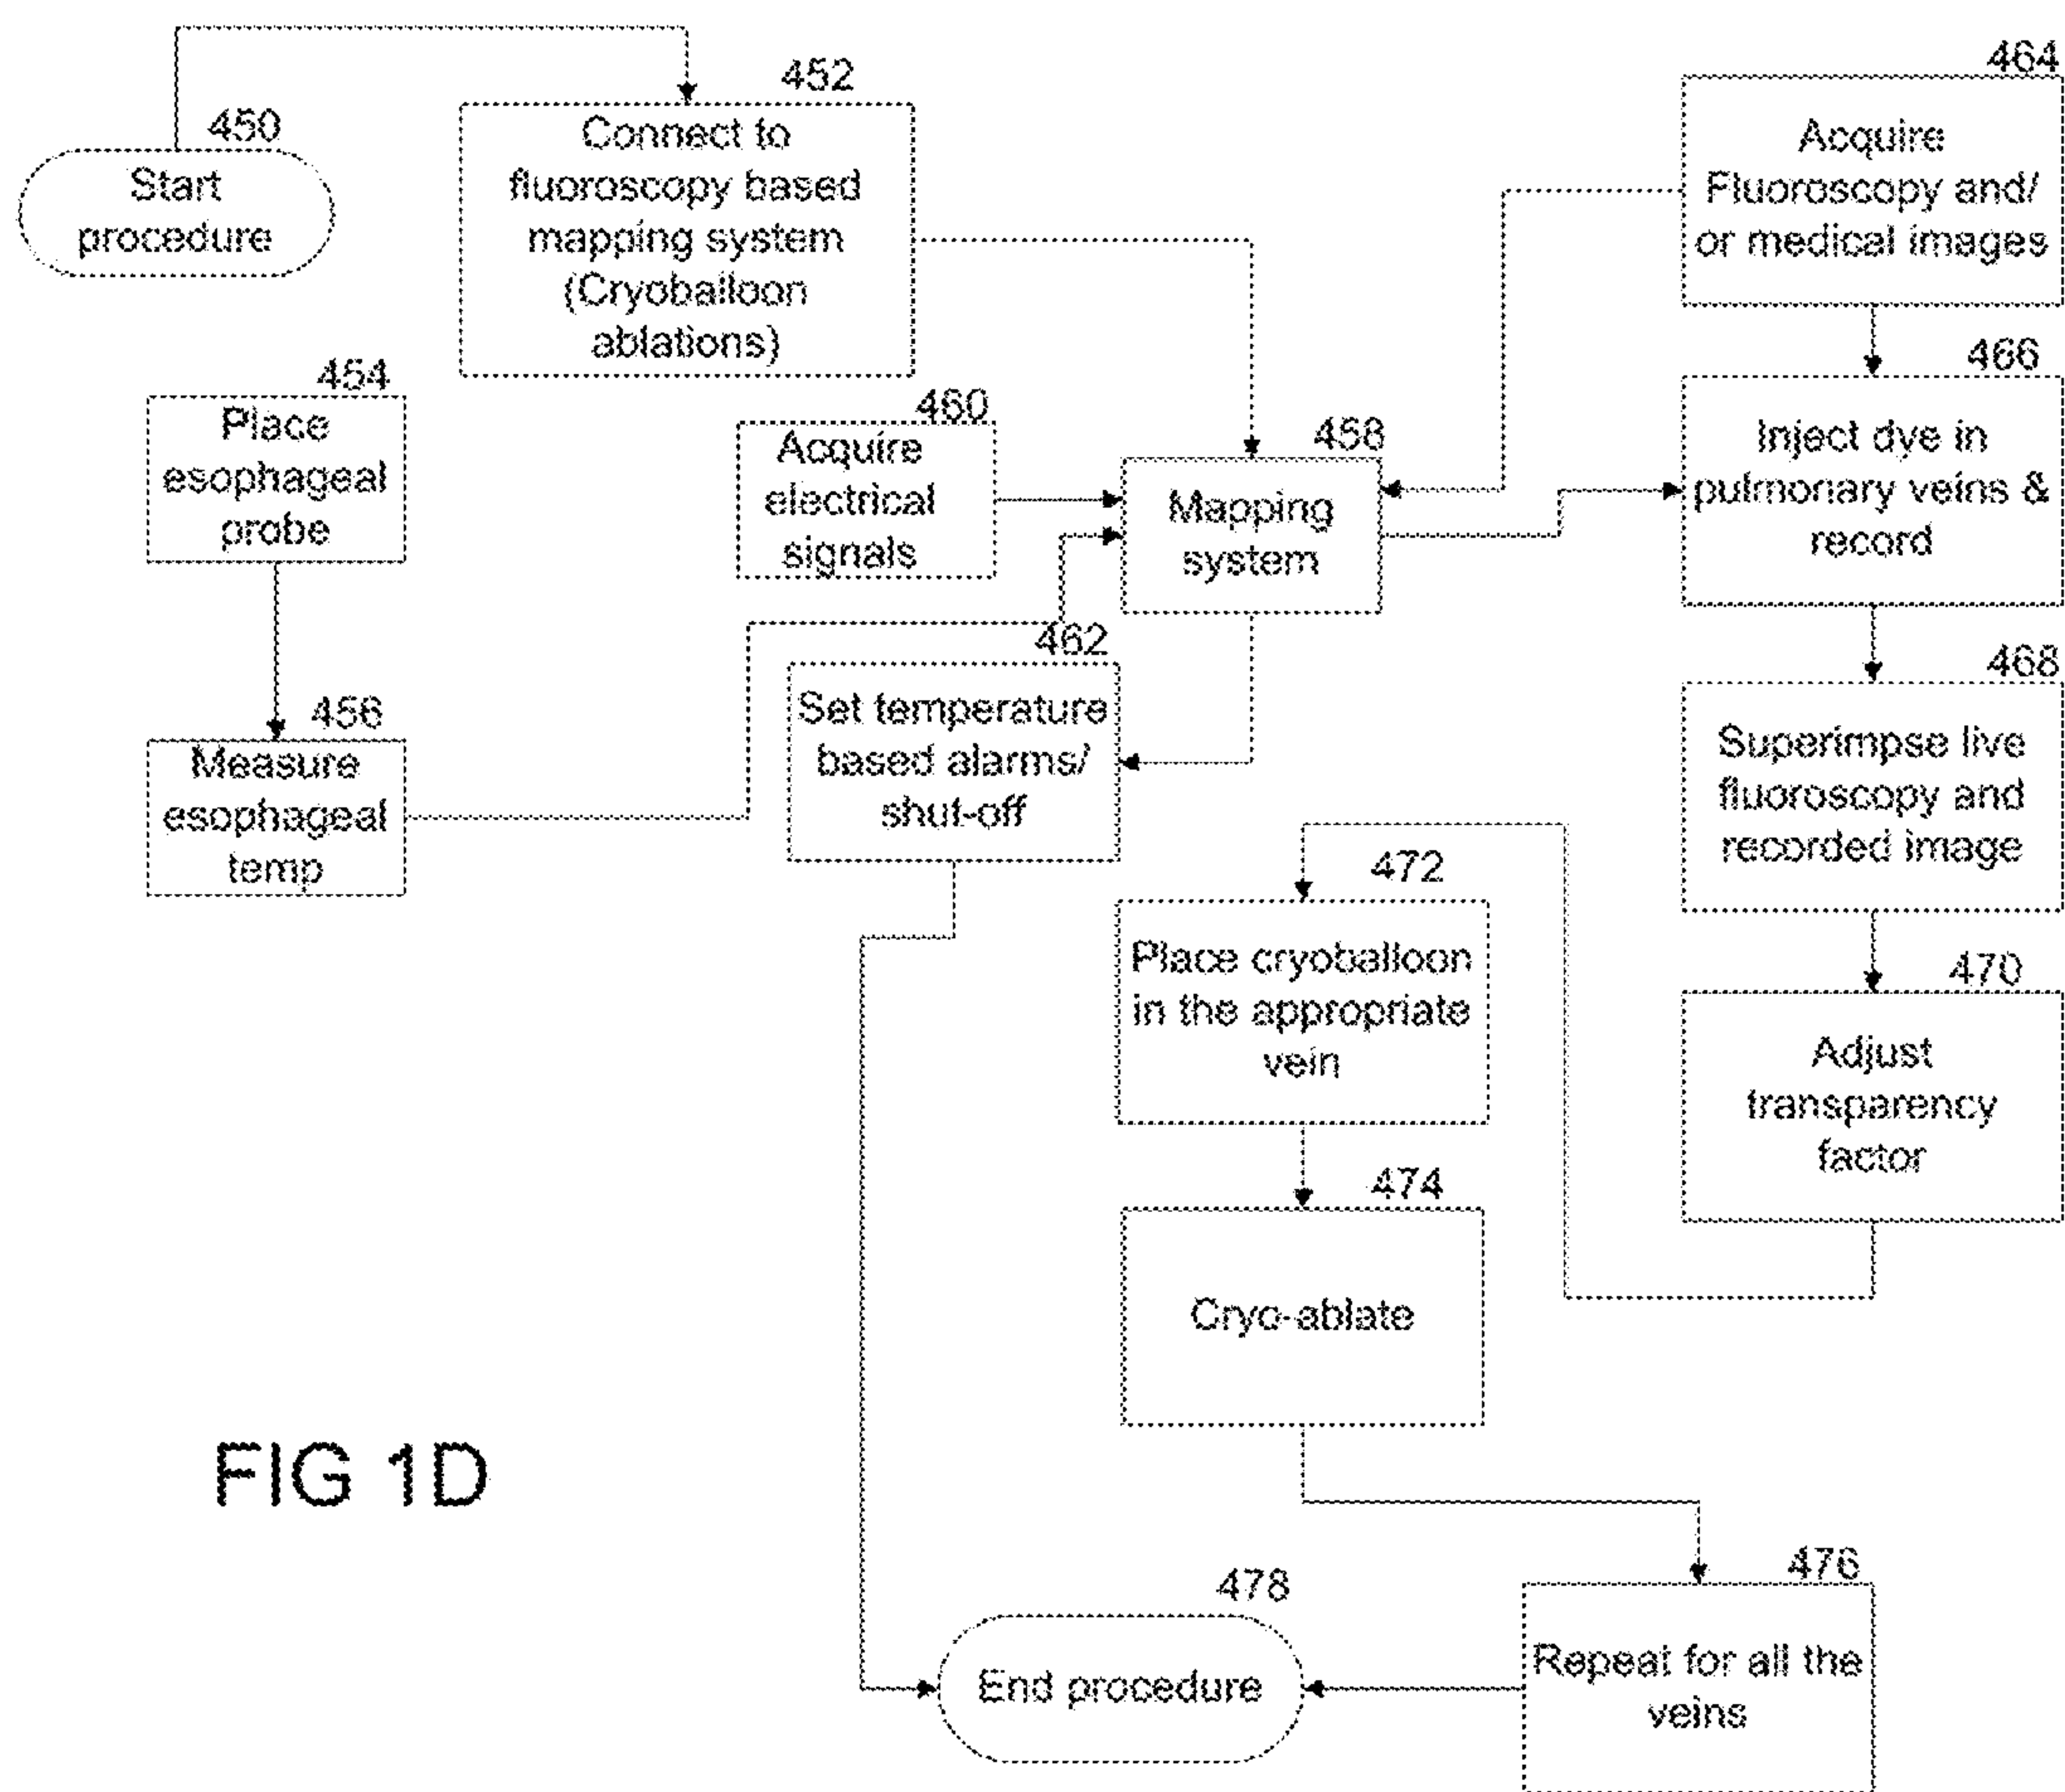 450
Start
procedure
452
Connect to
fluoroscopy based
mapping system
(Cryoballoon
ablations)
454
Place
esophageal
probe
456
Measure
esophageal
temp
460
Acquire
electrical
signals
458
Mapping
system
462
Set temperature
based alarms/
shut-off
464
Acquire
Fluoroscopy and/
or medical images
466
Inject dye in
pulmonary veins &
record
468
Superimpse live
fluoroscopy and
recorded image
470
Adjust
transparency
factor
472
Place cryoballoon
in the appropriate
vein
474
Cryo-ablate
476
Repeat for all the
veins
478
End procedure
FIG 1D